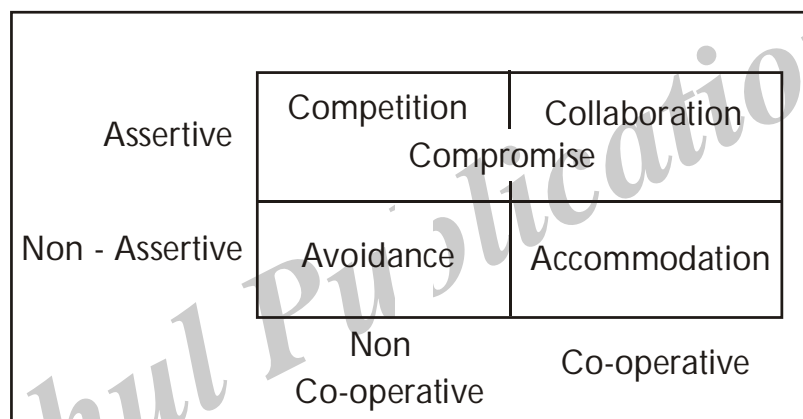 Competition
Collaboration
Assertive
Compromise
Non - Assertive
Avoidance
Accommodation
Non
Co-operative
Co-operative